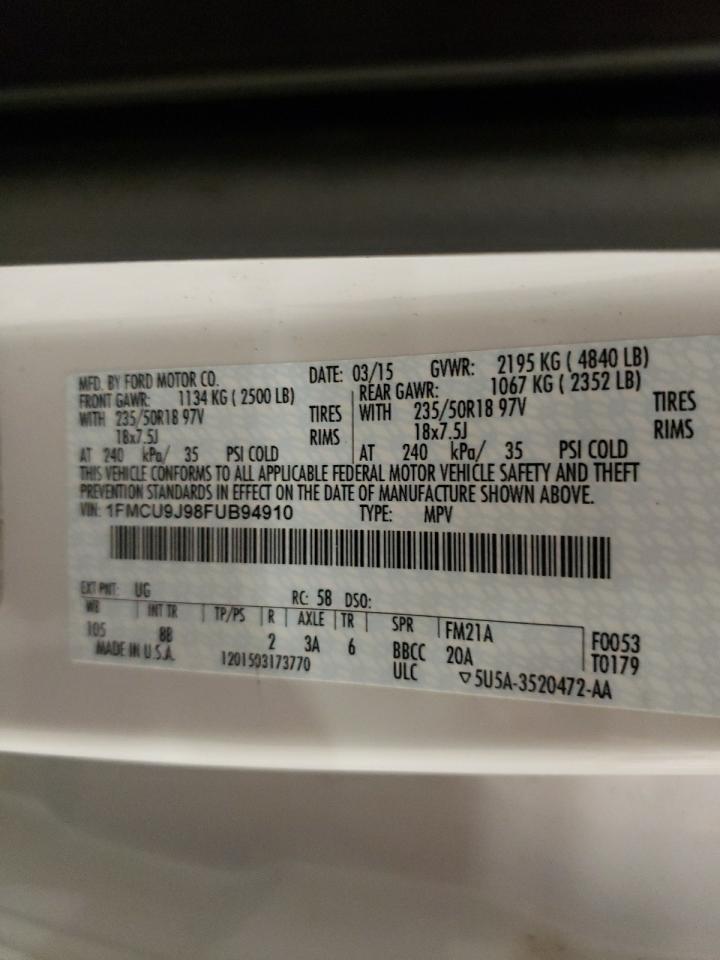 MFD. BY FORD MOTOR CO. DATE: 03/15 GVWR: 2195 KG ( 4840 LB)
FRONT GAWR: 1134 KG ( 2500 LB) REAR GAWR: 1067 KG ( 2352 LB)
WITH 235/50R18 97V TIRES WITH 235/50R18 97V TIRES
18x7.5J RIMS 18x7.5J RIMS
AT 240 kPa/ 35 PSI COLD AT 240 kPa/ 35 PSI COLD
THIS VEHICLE CONFORMS TO ALL APPLICABLE FEDERAL MOTOR VEHICLE SAFETY AND THEFT
PREVENTION STANDARDS IN EFFECT ON THE DATE OF MANUFACTURE SHOWN ABOVE.
VIN: 1FMCU9J98FUB94910 TYPE: MPV
EXT PNT: UG RC: 58 DSO:
WB INT TR TP/PS R AXLE TR SPR FM21A F0053
105 8B 2 3A 6 BBCC 20A T0179
MADE IN U.S.A. 1201503173770 ULC ▽5U5A-3520472-AA